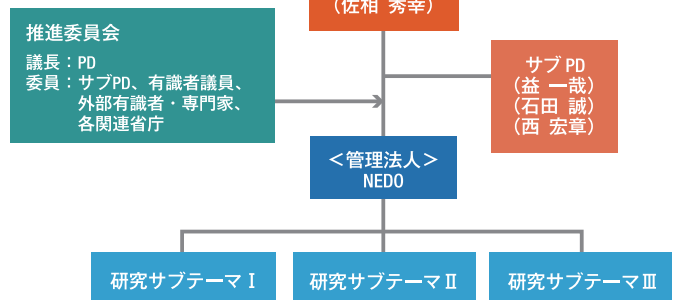 （佐相 秀幸）
推進委員会
議長：PD
委員：サブPD、有識者議員、
外部有識者・専門家、
各関連省庁
サブPD
（益 一哉）
（石田 誠）
（西 宏章）
＜管理法人＞
NEDO
研究サブテーマⅠ
研究サブテーマⅡ
研究サブテーマⅢ